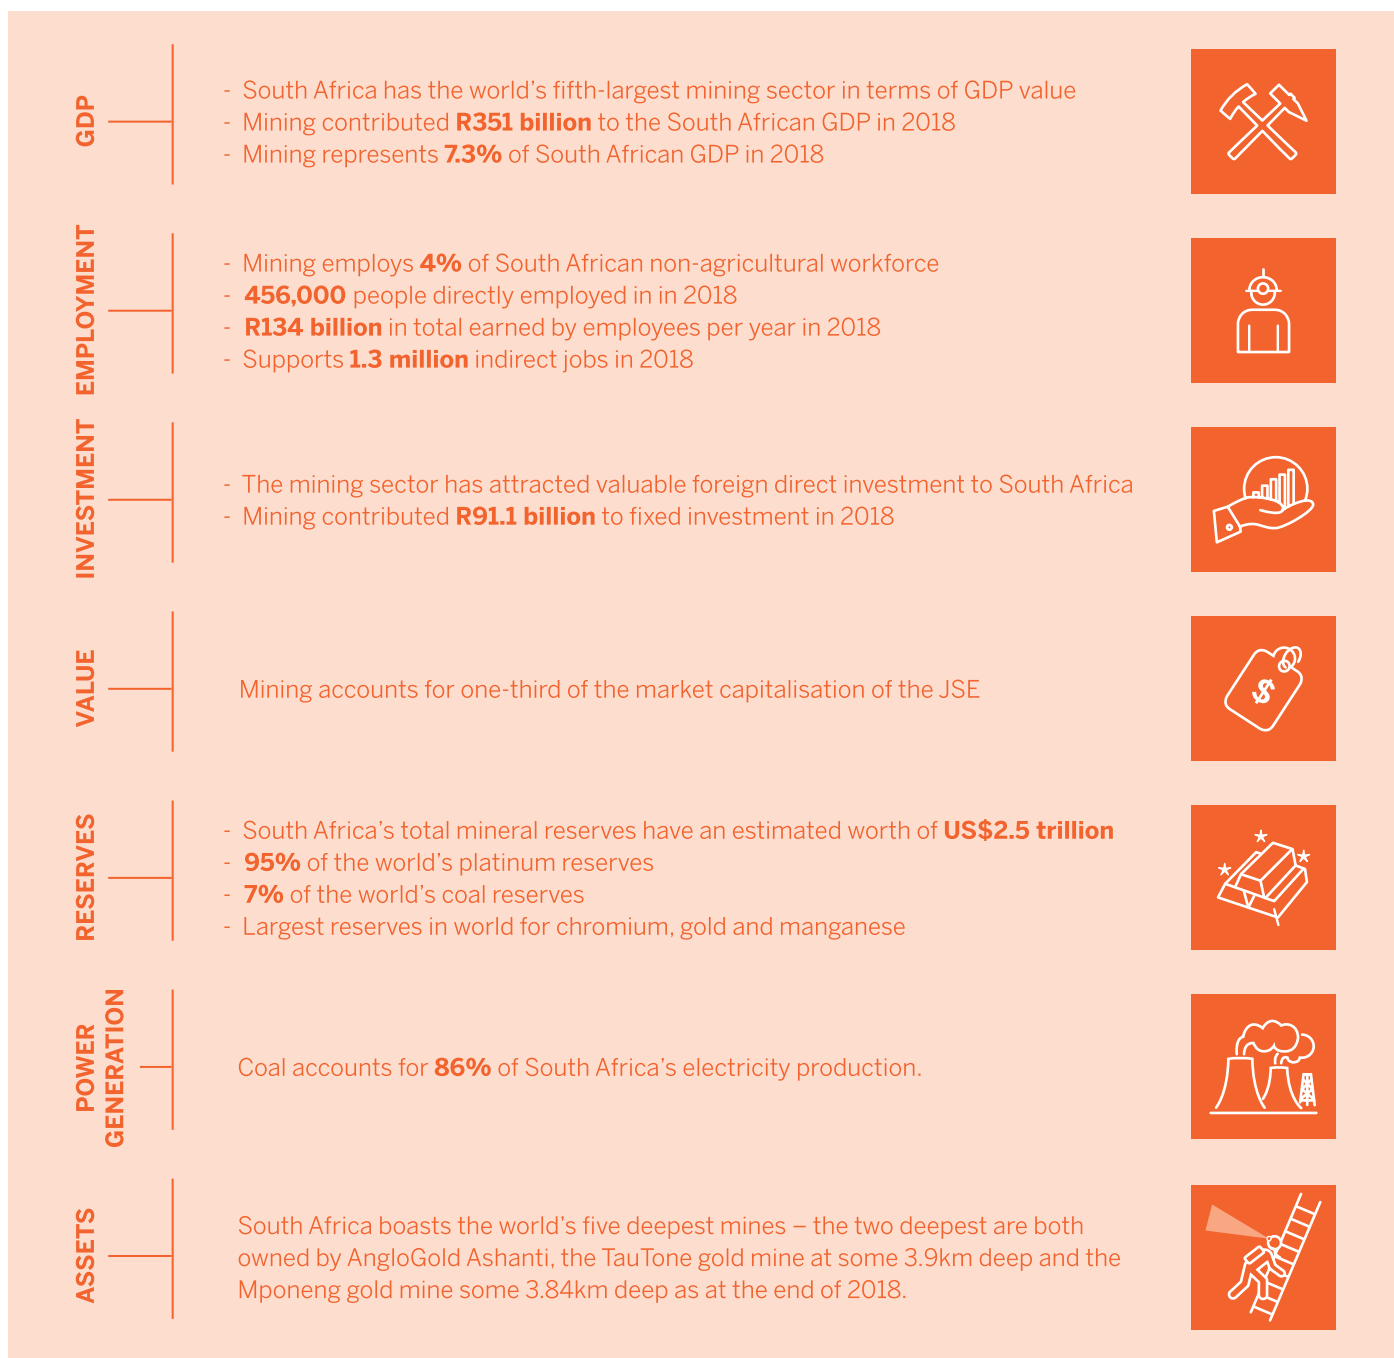 GDP
- South Africa has the world’s fifth-largest mining sector in terms of GDP value
- Mining contributed R351 billion to the South African GDP in 2018
- Mining represents 7.3% of South African GDP in 2018
EMPLOYMENT
- Mining employs 4% of South African non-agricultural workforce
- 456,000 people directly employed in in 2018
- R134 billion in total earned by employees per year in 2018
- Supports 1.3 million indirect jobs in 2018
INVESTMENT
- The mining sector has attracted valuable foreign direct investment to South Africa
- Mining contributed R91.1 billion to fixed investment in 2018
VALUE
Mining accounts for one-third of the market capitalisation of the JSE
$
RESERVES
- South Africa’s total mineral reserves have an estimated worth of US$2.5 trillion
- 95% of the world’s platinum reserves
- 7% of the world’s coal reserves
- Largest reserves in world for chromium, gold and manganese
POWER
GENERATION
Coal accounts for 86% of South Africa’s electricity production.
ASSETS
South Africa boasts the world’s five deepest mines – the two deepest are both
owned by AngloGold Ashanti, the TauTone gold mine at some 3.9km deep and the
Mponeng gold mine some 3.84km deep as at the end of 2018.